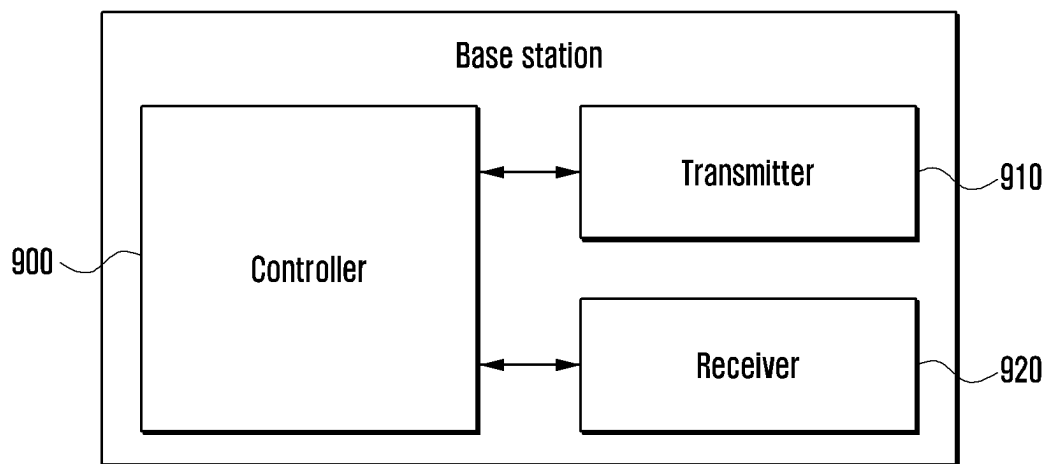 Base station
Transmitter
910
900
Controller
Receiver
920